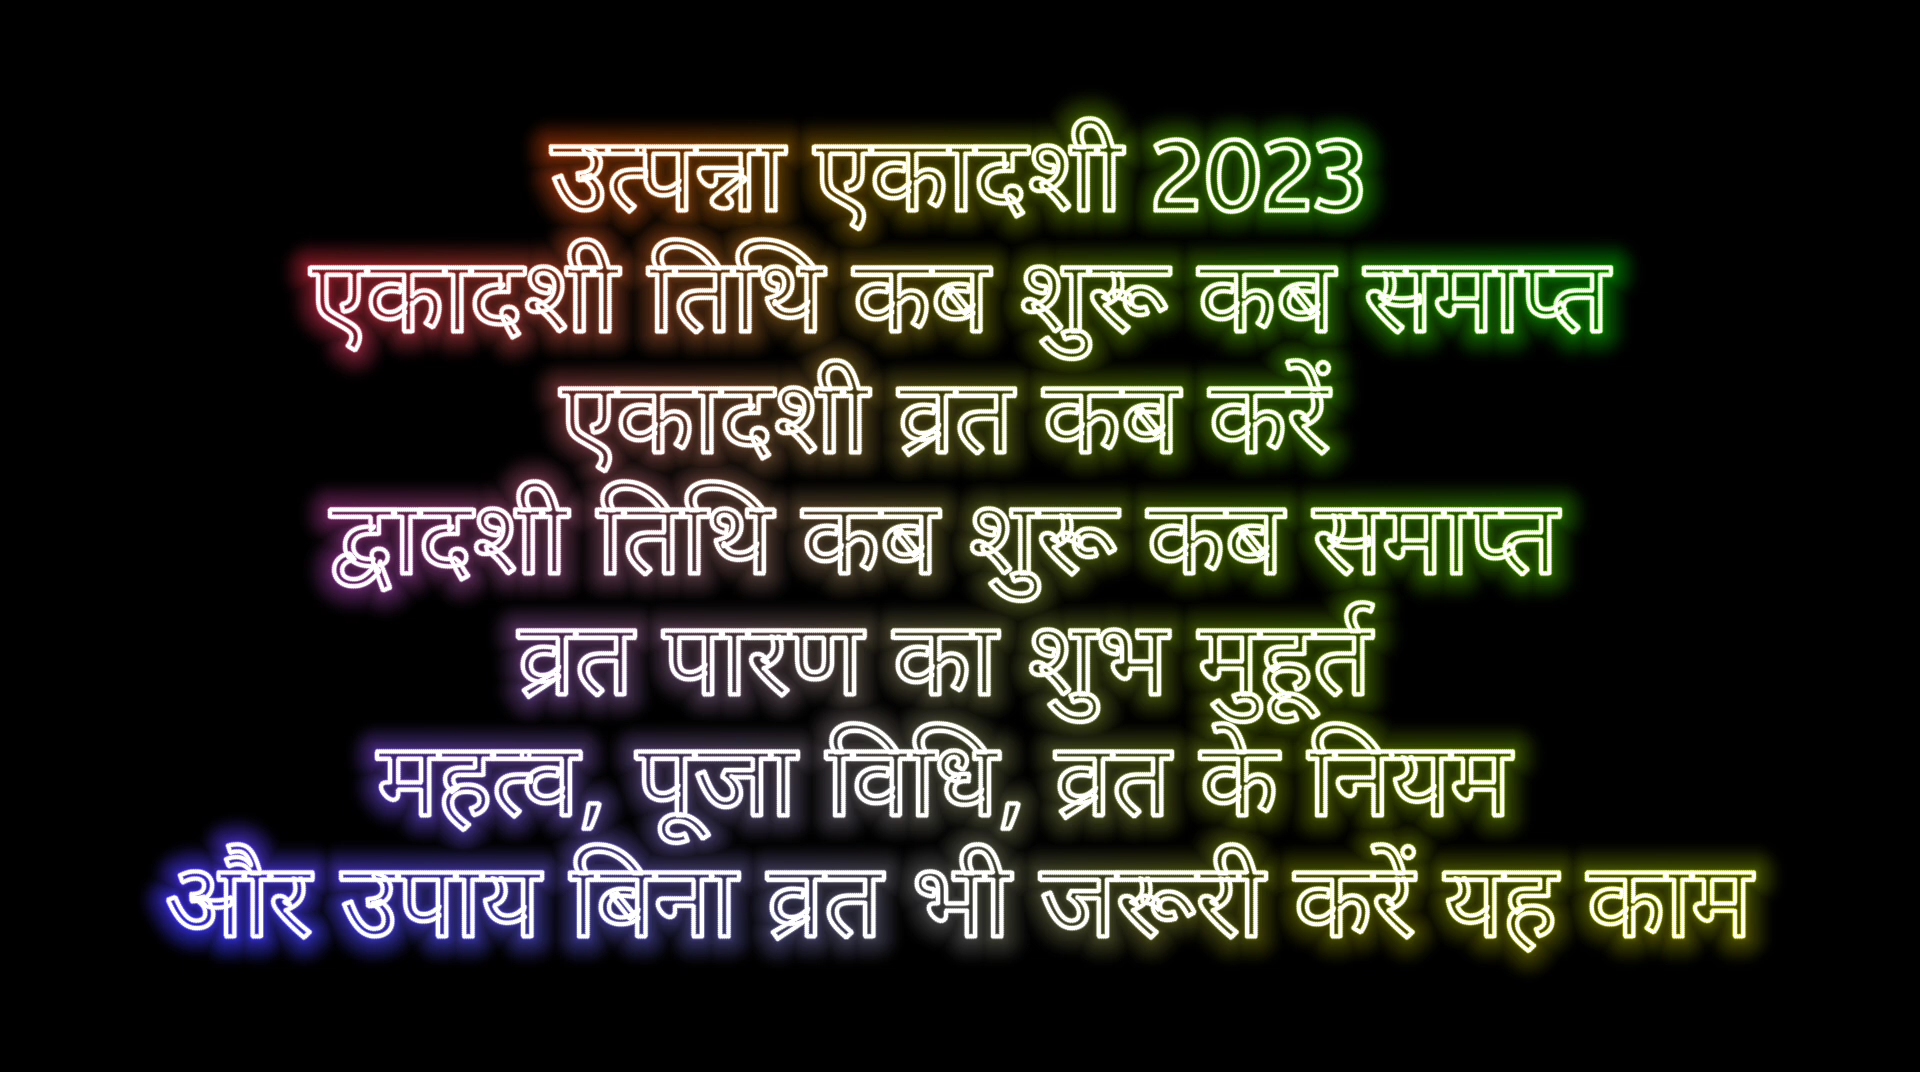 उत्पन्ना एकादशी 2023
एकादशी तिथि कब शुरू कब समाप्त
एकादशी व्रत कब करें
द्वादशी तिथि कब शुरू कब समाप्त
व्रत पारण का शुभ मुहूर्त
महत्व, पूजा विधि, व्रत के नियम
और उपाय बिना व्रत भी जरूरी करें यह काम